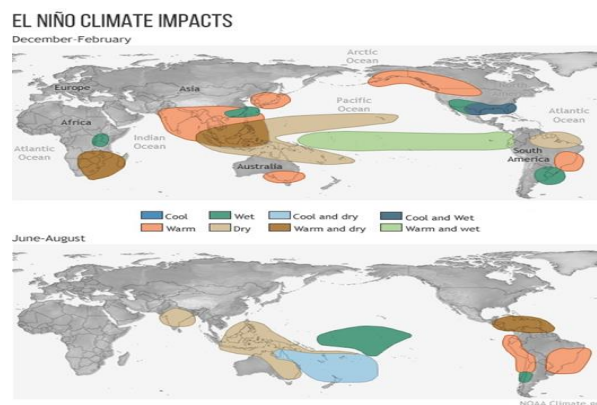 EL NIÑO CLIMATE IMPACTS
December-February
Arctic
Ocean
Europe
Asia
Pacific
Ocean
Atlantic
Ocean
Africa
Indian
Ocean
Atlantic
Ocean
South
America
Australia
Cool
Wet
Cool and dry
Cool and Wet
Warm
Dry
Warm and dry
Warm and wet
June-August
NOAA Climate.g